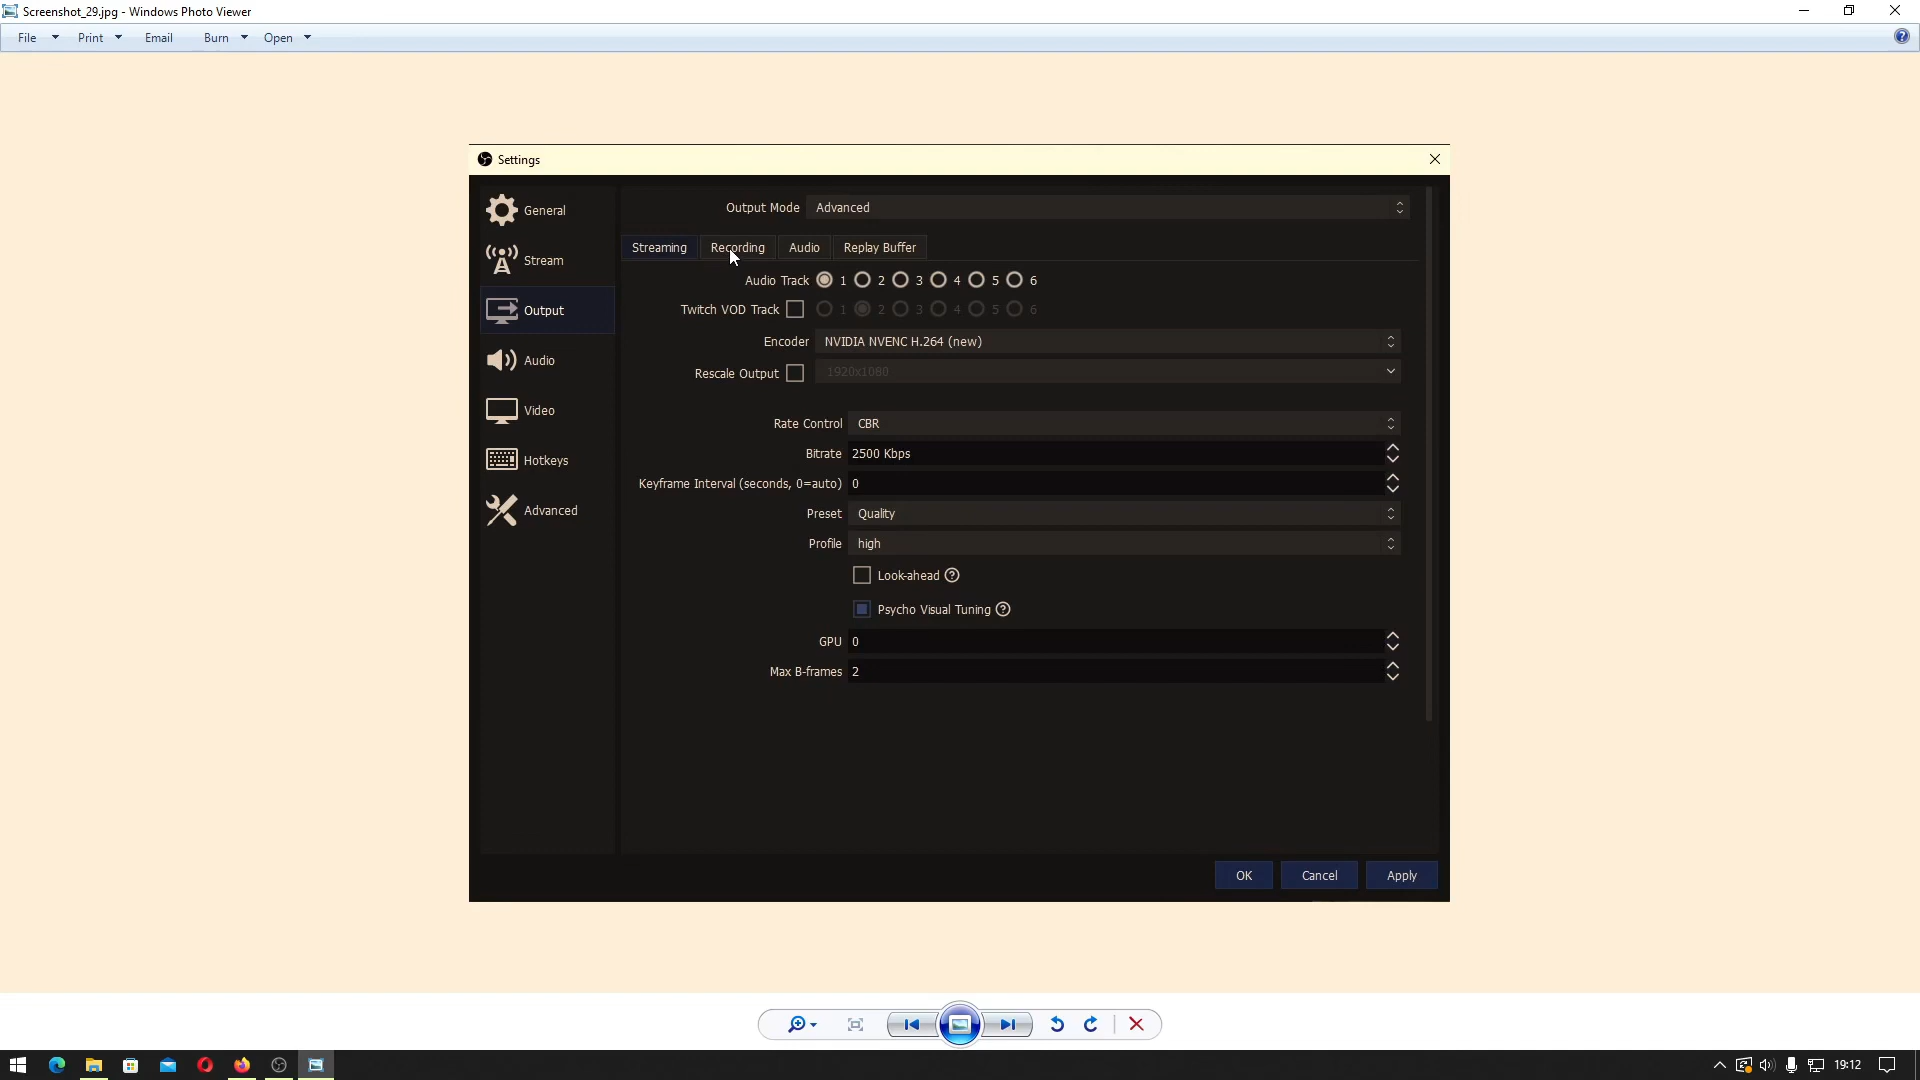 Screenshot_29.jpg - Windows Photo Viewer
File Print Email Burn Open
Settings
General
Stream
Output
Audio
Video
Hotkeys
Advanced
Output Mode Advanced
Streaming Recording Audio Replay Buffer
Audio Track 1 2 3 4 5 6
Twitch VOD Track 1 2 3 4 5 6
Encoder NVIDIA NVENC H.264 (new)
Rescale Output 1920x1080
Rate Control CBR
Bitrate 2500 Kbps
Keyframe Interval (seconds, 0=auto) 0
Preset Quality
Profile high
Look-ahead ?
Psycho Visual Tuning ?
GPU 0
Max B-frames 2
OK Cancel Apply
19:12